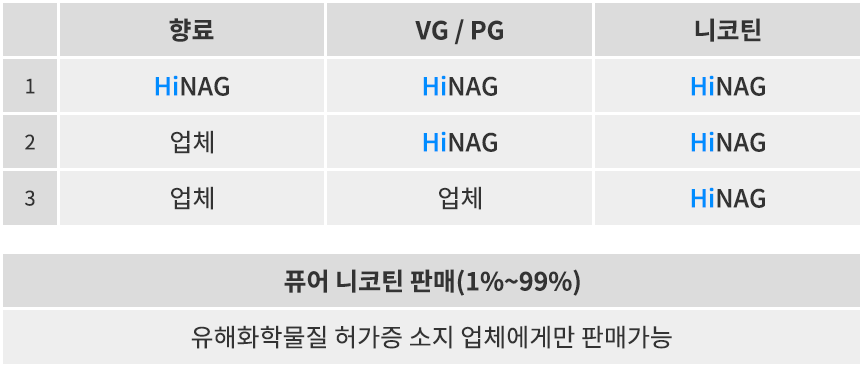 향료 VG / PG 니코틴
1 HiNAG HiNAG HiNAG
2 업체 HiNAG HiNAG
3 업체 업체 HiNAG
퓨어 니코틴 판매(1%~99%)
유해화학물질 허가증 소지 업체에게만 판매가능